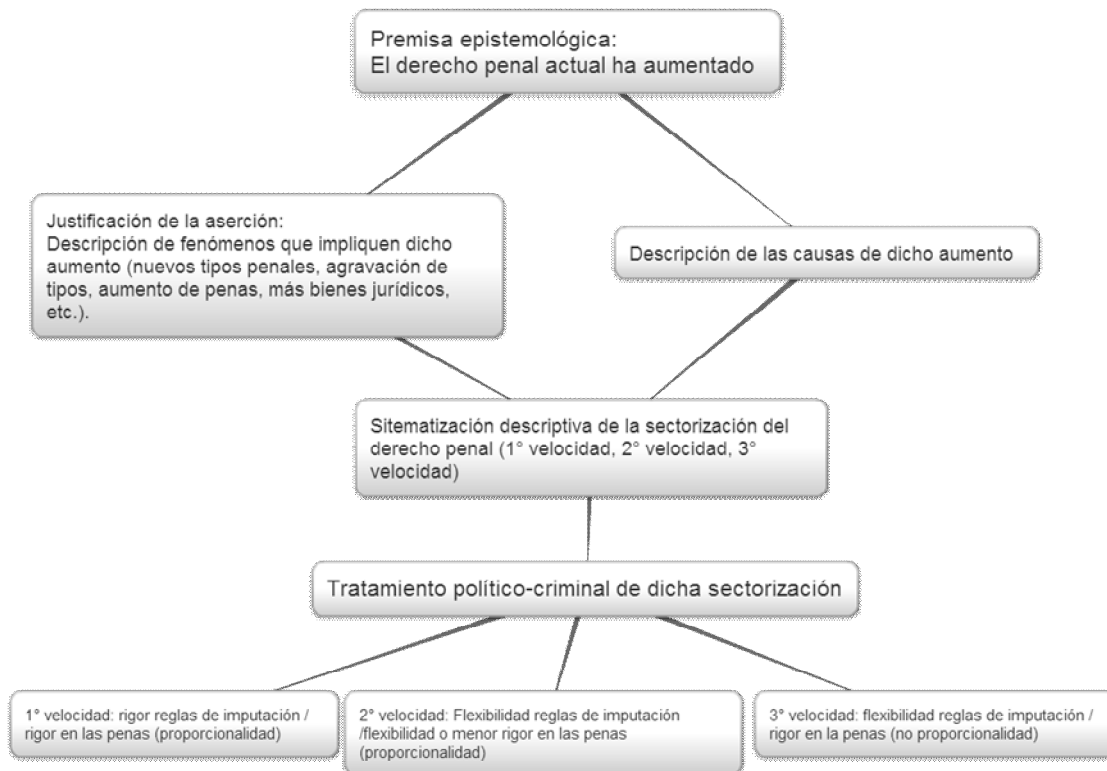 Premisa epistemológica:
El derecho penal actual ha aumentado
Justificación de la aserción:
Descripción de fenómenos que impliquen dicho
aumento (nuevos tipos penales, agravación de
tipos, aumento de penas, más bienes jurídicos,
etc.).
Descripción de las causas de dicho aumento
Sitematización descriptiva de la sectorización del
derecho penal (1° velocidad, 2° velocidad, 3°
velocidad)
Tratamiento político-criminal de dicha sectorización
1° velocidad: rigor reglas de imputación /
rigor en las penas (proporcionalidad)
2° velocidad: Flexibilidad reglas de imputación
/flexibilidad o menor rigor en las penas
(proporcionalidad)
3° velocidad: flexibilidad reglas de imputación /
rigor en la penas (no proporcionalidad)